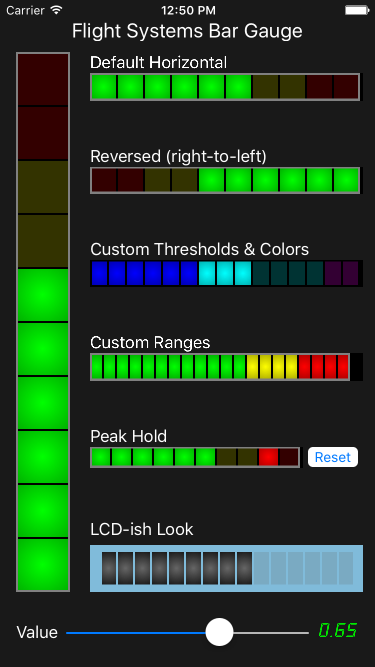 Carrier 12:50 PM
Flight Systems Bar Gauge
Default Horizontal
Reversed (right-to-left)
Custom Thresholds & Colors
Custom Ranges
Peak Hold
Reset
LCD-ish Look
Value 0.65